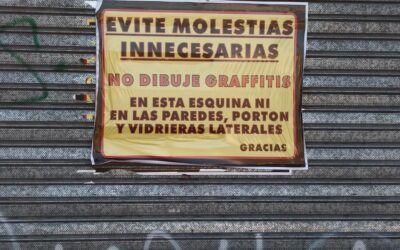 EVITE MOLESTIAS
INNECESARIAS
NO DIBUJE GRAFFITIS
EN ESTA ESQUINA NI
EN LAS PAREDES, PORTON
Y VIDRIERAS LATERALES
GRACIAS